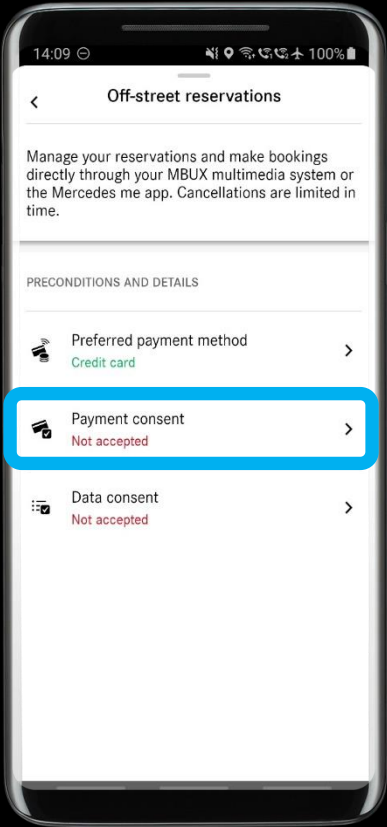 14:09 100%
Off-street reservations
Manage your reservations and make bookings
directly through your MBUX multimedia system or
the Mercedes me app. Cancellations are limited in
time.
PRECONDITIONS AND DETAILS
Preferred payment method
Credit card
Payment consent
Not accepted
Data consent
Not accepted